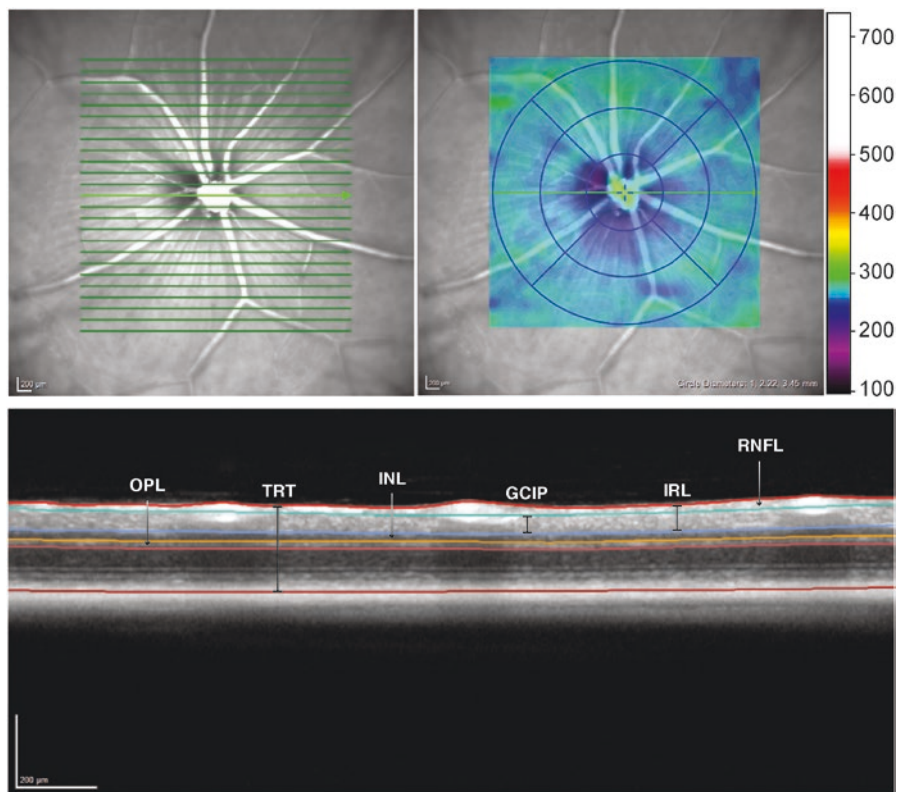 700
600
500
400
300
200
100
200 µm
200 µm
Circle Diameters: 1, 2.22, 3.45 mm
RNFL
OPL
TRT
INL
GCIP
IRL
200 µm